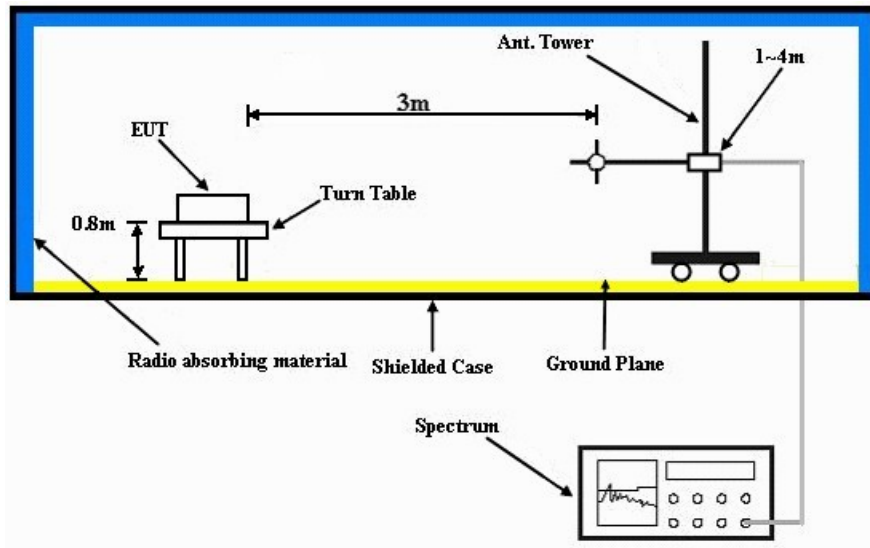 Ant. Tower
1~4m
3m
EUT
Turn Table
0.8m
Radio absorbing material
Shielded Case
Ground Plane
Spectrum